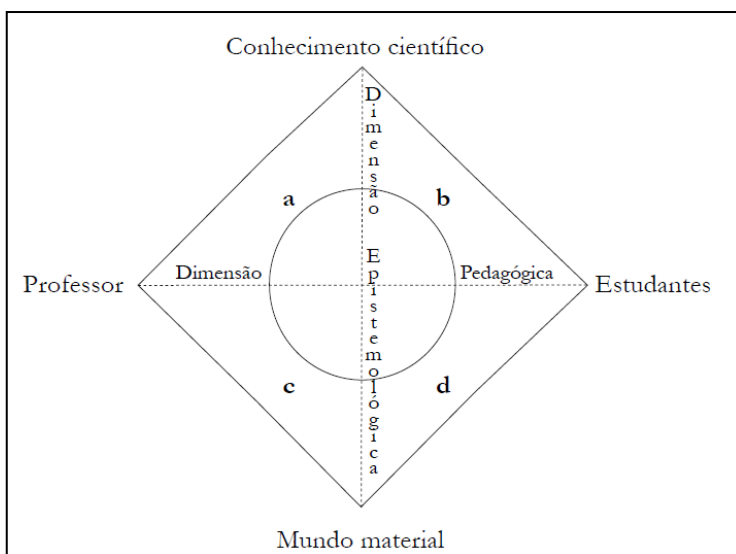 Conhecimento científico
Dimensão
a
b
Professor
Dimensão
Epistemológica
Pedagógica
Estudantes
c
d
Mundo material